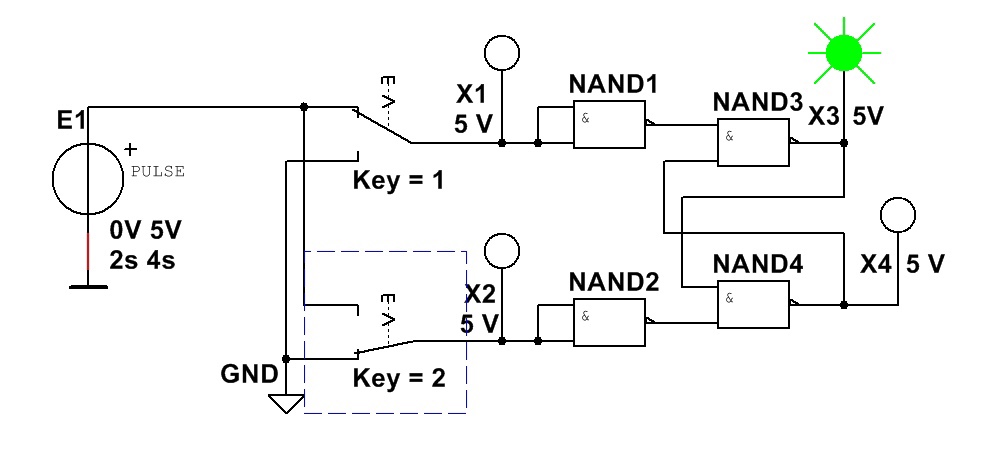 E1
+
PULSE
0V 5V
2s 4s
GND
E
V
Key = 1
E
V
Key = 2
X1
5 V
X2
5 V
NAND1
&
NAND2
&
NAND3
&
NAND4
&
X3 5V
X4 5 V